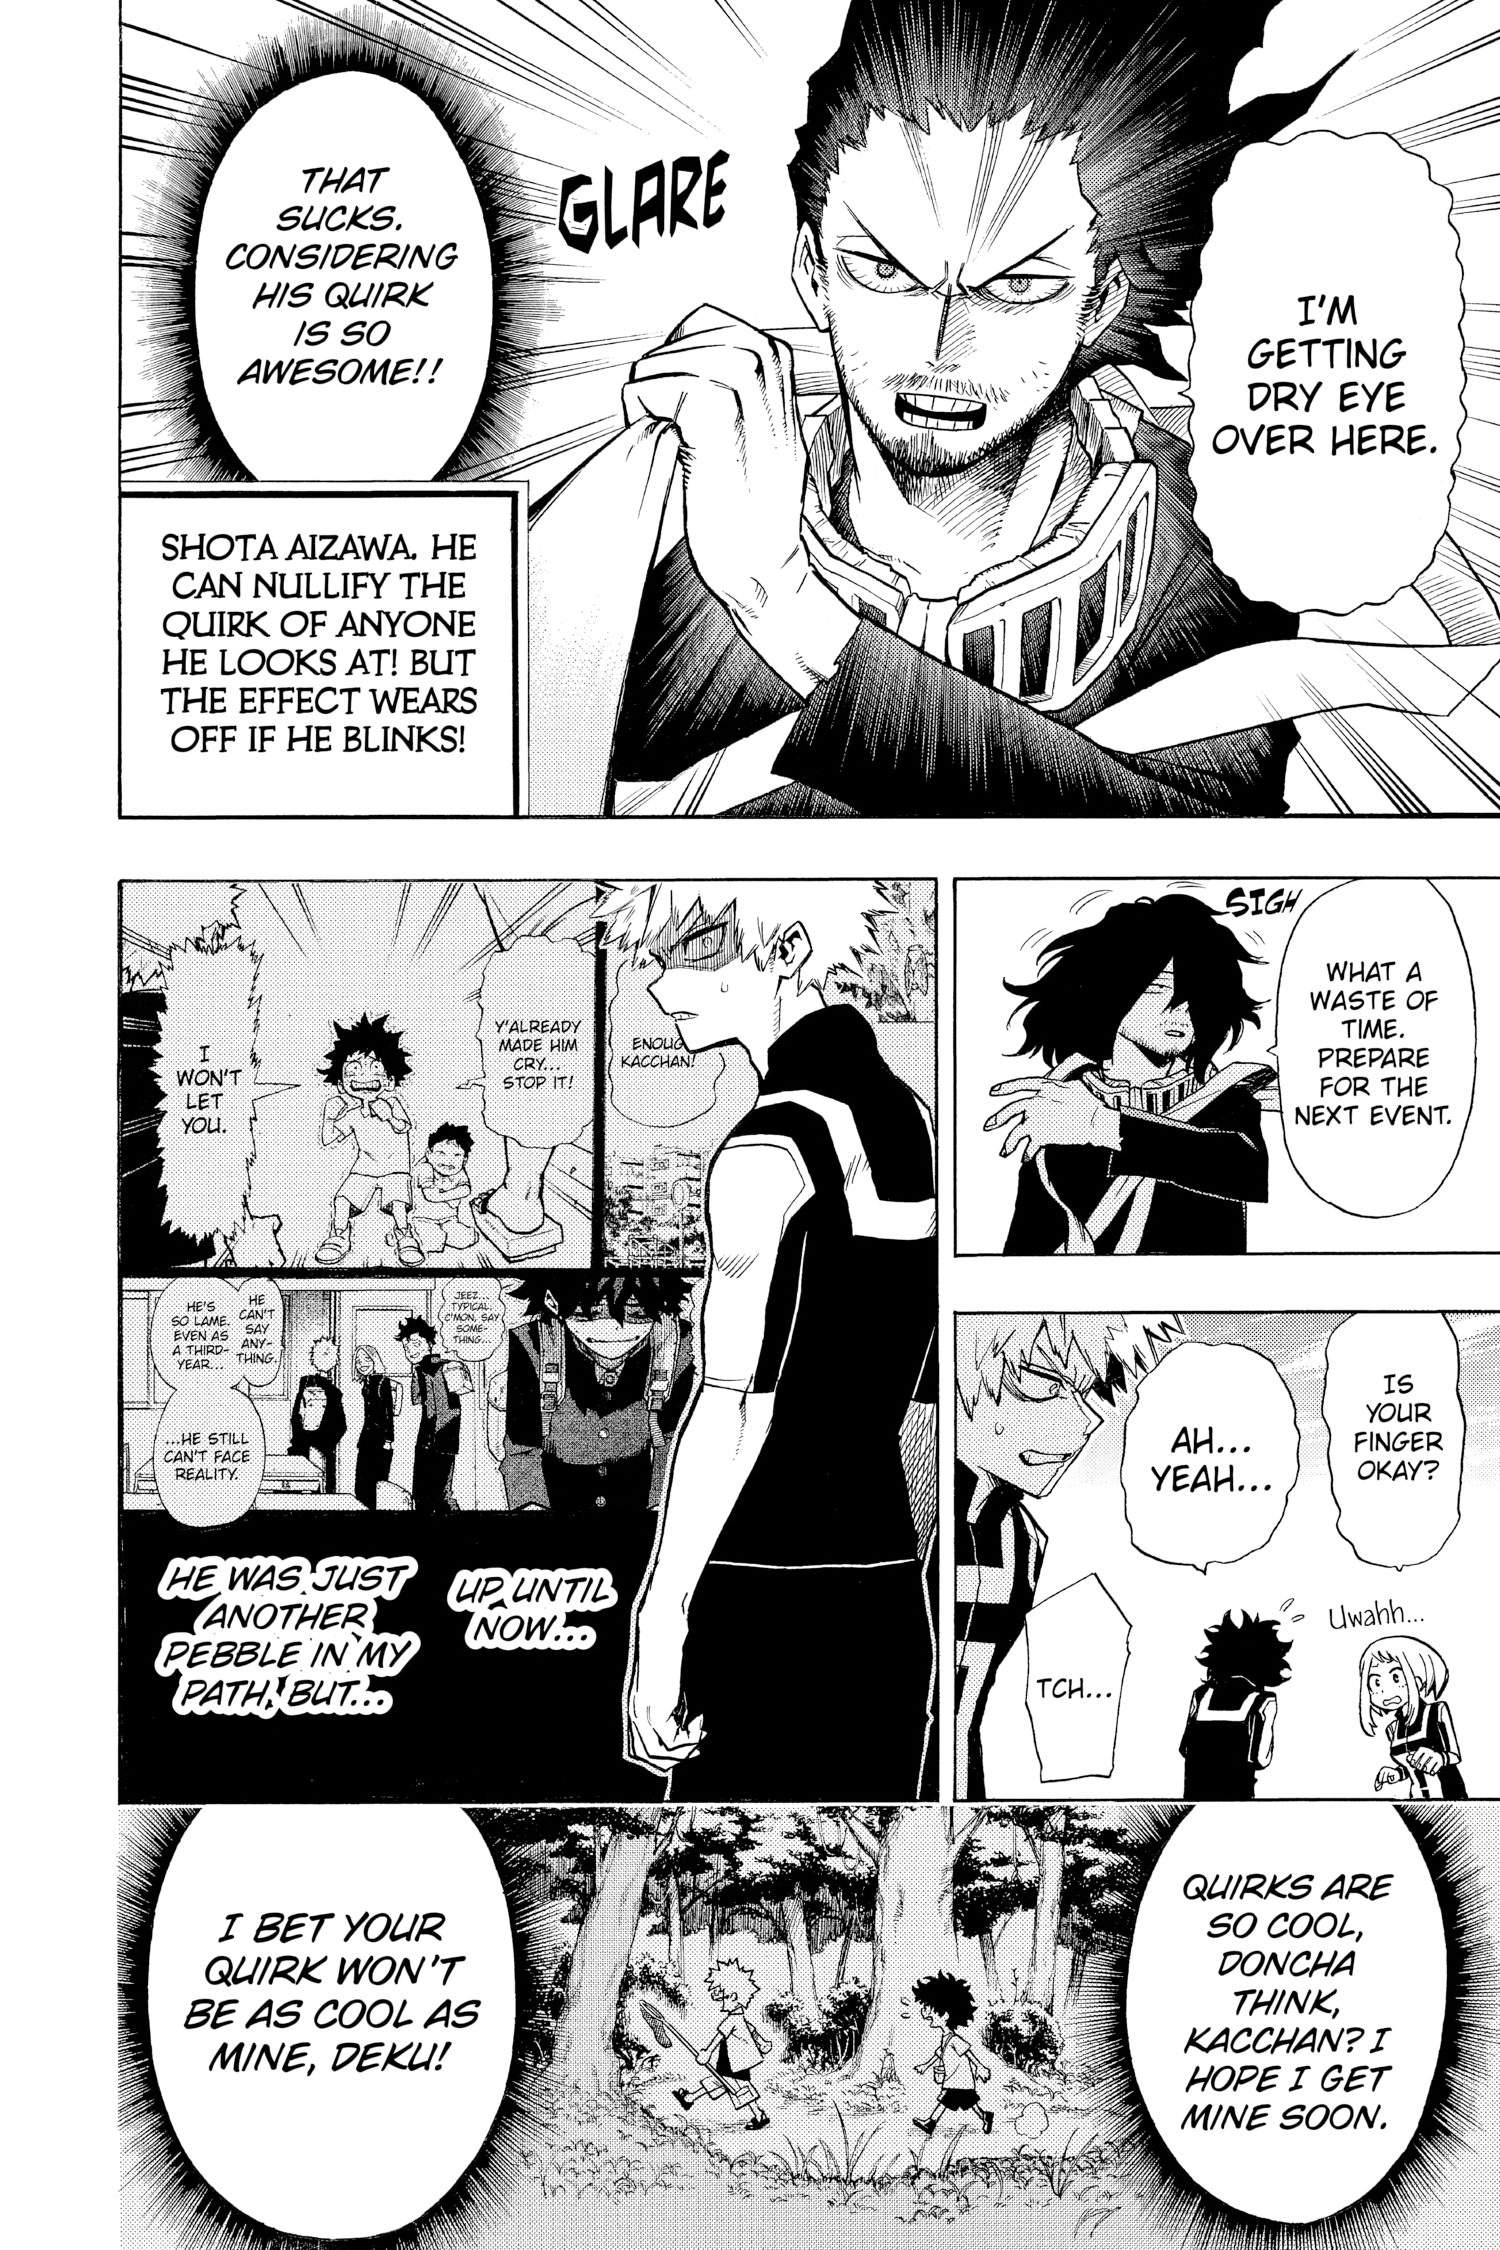 I'M
GETTING
DRY EYE
OVER HERE.
GLARE
THAT
SUCKS.
CONSIDERING
HIS QUIRK
IS SO
AWESOME!!
SHOTA AIZAWA. HE
CAN NULLIFY THE
QUIRK OF ANYONE
HE LOOKS AT! BUT
THE EFFECT WEARS
OFF IF HE BLINKS!
SIGH
WHAT A
WASTE OF
TIME.
PREPARE
FOR THE
NEXT EVENT.
IS
YOUR
FINGER
OKAY?
AH...
YEAH...
Uwahh...
TCH...
ENOUGH
KACCHAN!
Y'ALREADY
MADE HIM
CRY...
STOP IT!
I
WON'T
LET
YOU.
JEEZ...
TYPICAL.
C'MON, SAY
SOME-
THING...
HE
CAN'T
SAY
ANY-
THING.
HE'S
SO LAME.
EVEN AS
A THIRD-
YEAR...
...HE STILL
CAN'T FACE
REALITY.
UP UNTIL
NOW...
HE WAS JUST
ANOTHER
PEBBLE IN MY
PATH, BUT...
QUIRKS ARE
SO COOL,
DONCHA
THINK,
KACCHAN? I
HOPE I GET
MINE SOON.
I BET YOUR
QUIRK WON'T
BE AS COOL AS
MINE, DEKU!